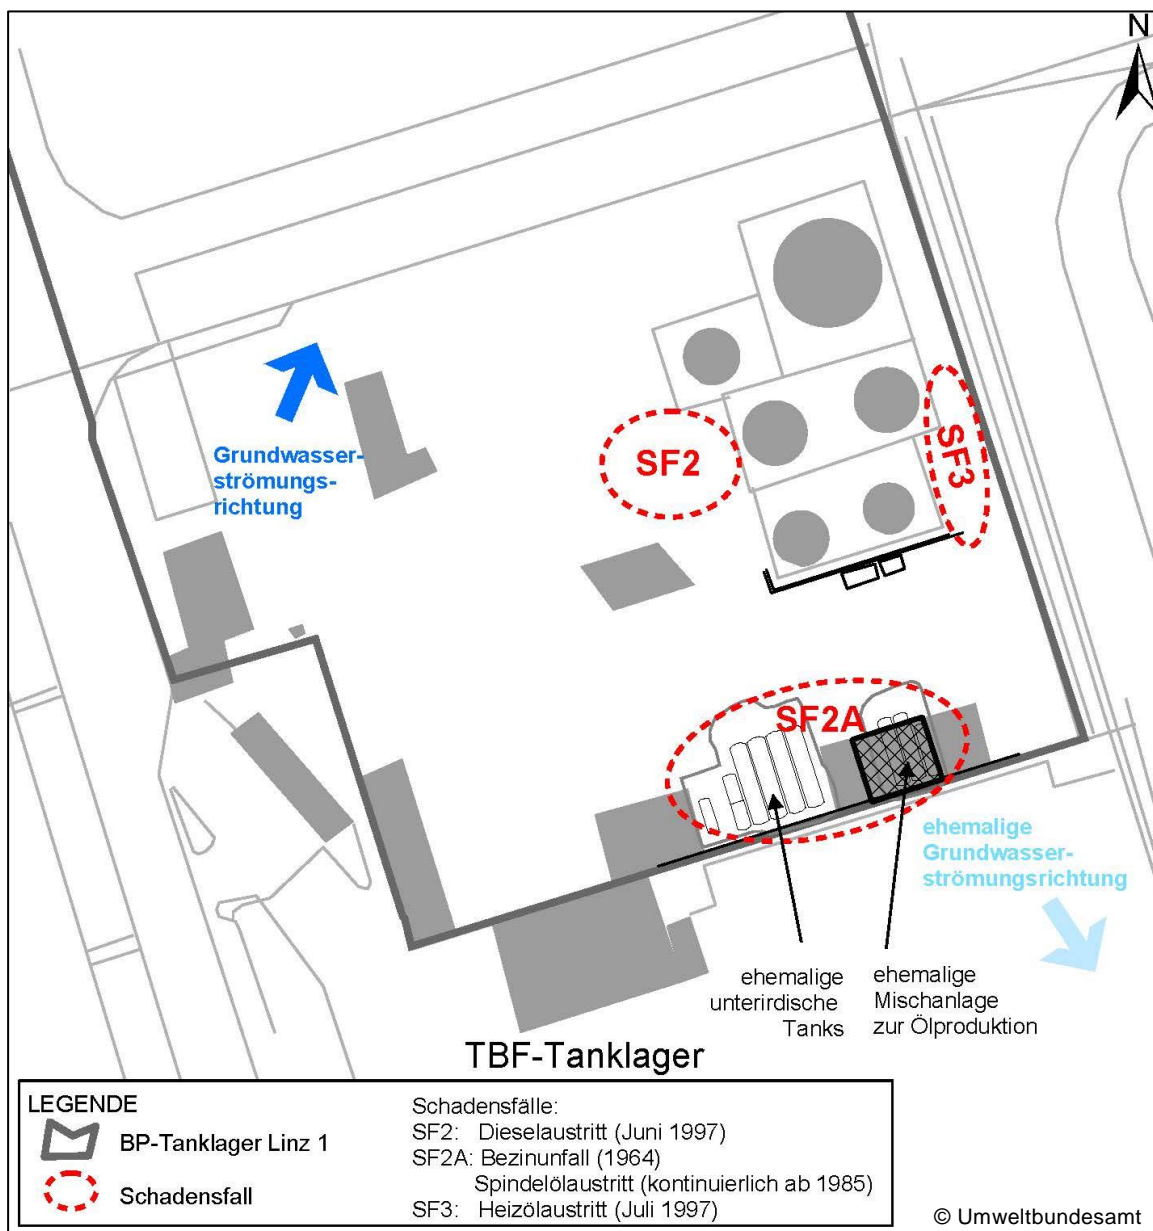 N
SF2
SF3
Grundwasser-
strömungs-
richtung
SF2A
ehemalige
Grundwasser-
strömungsrichtung
ehemalige
unterirdische
Tanks
ehemalige
Mischanlage
zur Ölproduktion
TBF-Tanklager
LEGENDE
BP-Tanklager Linz 1
Schadensfall
Schadensfälle:
SF2: Dieselaustritt (Juni 1997)
SF2A: Bezinunfall (1964)
Spindelölaustritt (kontinuierlich ab 1985)
SF3: Heizölaustritt (Juli 1997)
© Umweltbundesamt